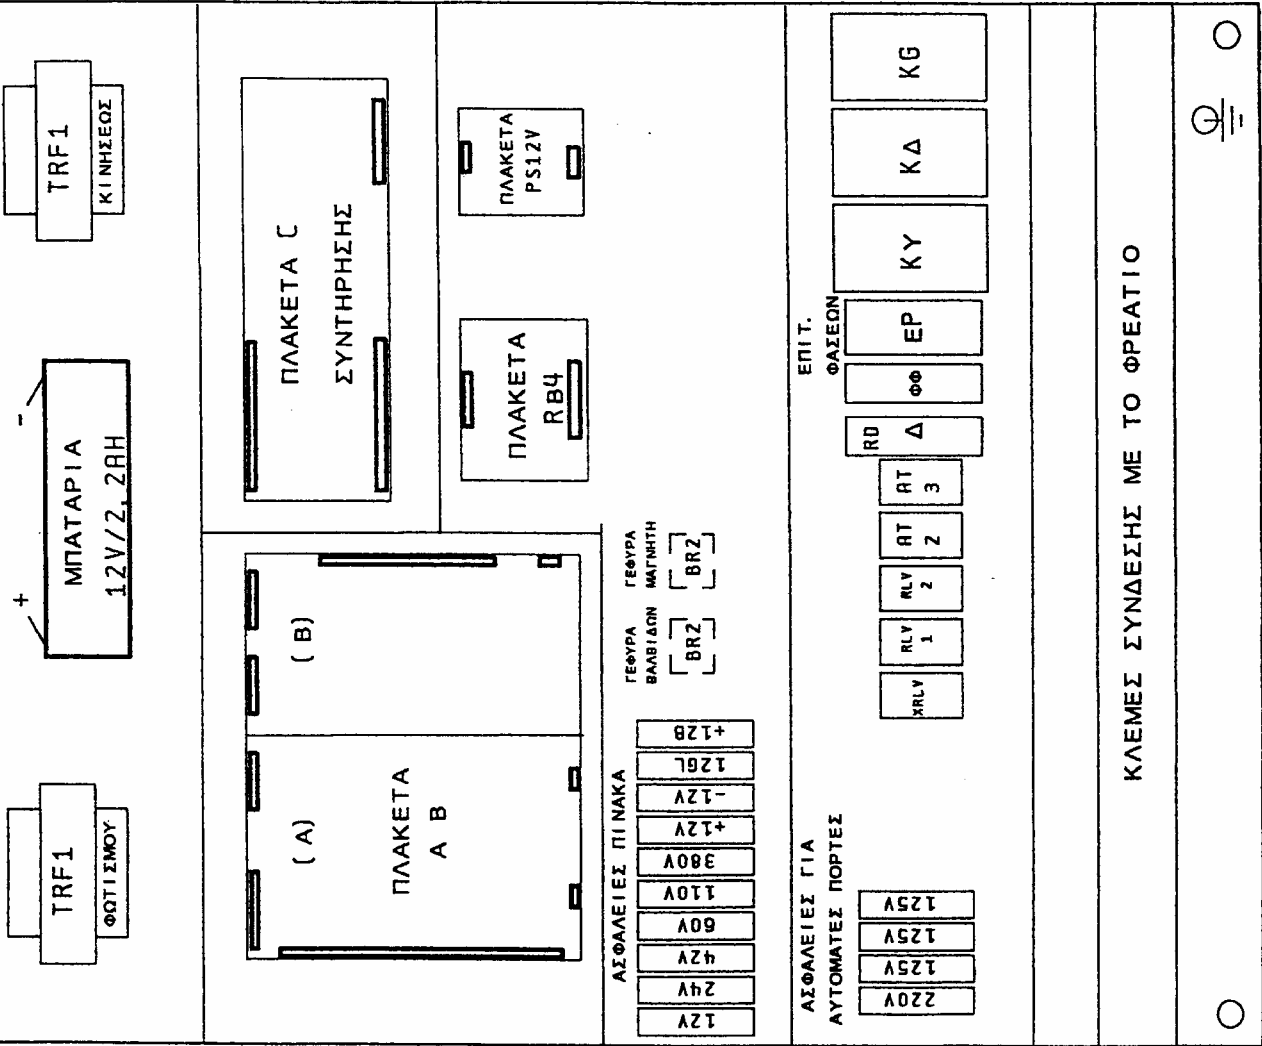 TRF1
ΚΙΝΗΣΕΩΣ
-
ΜΠΑΤΑΡΙΑ
12V/2,2AH
+
TRF1
ΦΩΤΙΣΜΟΥ
ΠΛΑΚΕΤΑ C
ΣΥΝΤΗΡΗΣΗΣ
(B)
(A)
ΠΛΑΚΕΤΑ
A B
ΠΛΑΚΕΤΑ
PS12V
ΠΛΑΚΕΤΑ
RB4
ΓΕΦΥΡΑ
ΜΑΓΝΗΤΗ
BR2
ΓΕΦΥΡΑ
ΒΑΛΒΙΔΩΝ
BR2
ΑΣΦΑΛΕΙΕΣ ΠΙΝΑΚΑ
+12B
12GL
-12V
+12V
380V
110V
60V
42V
24V
12V
KG
ΚΔ
ΚΥ
ΕΠΙΤ.
ΦΑΣΕΩΝ
EP
ΦΦ
RD
Δ
AT
3
AT
2
RLV
2
RLV
1
XRLV
ΑΣΦΑΛΕΙΕΣ ΓΙΑ
ΑΥΤΟΜΑΤΕΣ ΠΟΡΤΕΣ
125V
125V
125V
220V
ΚΛΕΜΕΣ ΣΥΝΔΕΣΗΣ ΜΕ ΤΟ ΦΡΕΑΤΙΟ